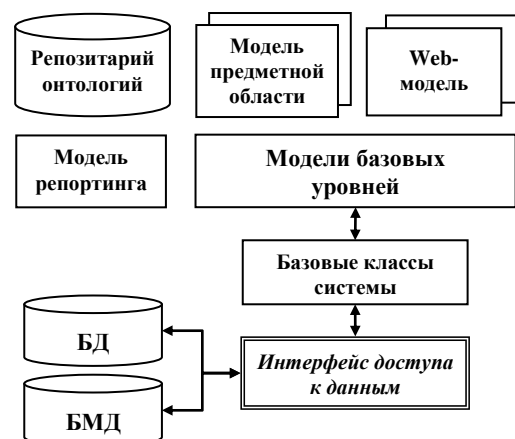 Репозитарий
онтологий
Модель
предметной
области
Web-
модель
Модель
репортинга
Модели базовых
уровней
Базовые классы
системы
БД
Интерфейс доступа
к данным
БМД